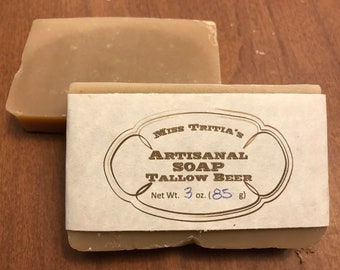 Miss Tritia's
Artisanal
SOAP
Tallow Beer
Net Wt. 3 oz. (85 g)